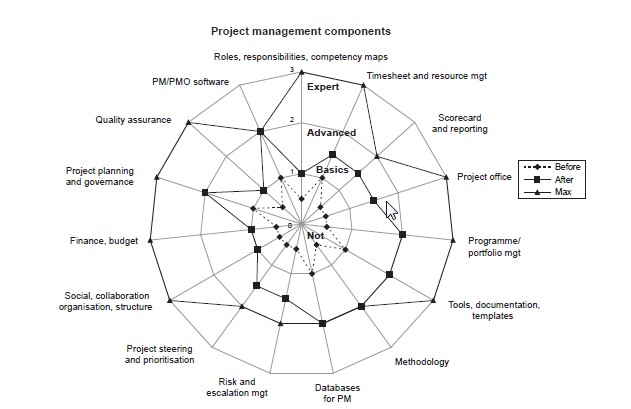 Project management components
Roles, responsibilities, competency maps
PM/PMO software
3
Timesheet and resource mgt
Expert
Quality assurance
2
Advanced
Scorecard
and reporting
Project planning
and governance
1
Basics
Project office
Before
After
Max
0
Not
Finance, budget
Programme/
portfolio mgt
Social, collaboration
organisation, structure
Tools, documentation,
templates
Project steering
and prioritisation
Methodology
Risk and
escalation mgt
Databases
for PM